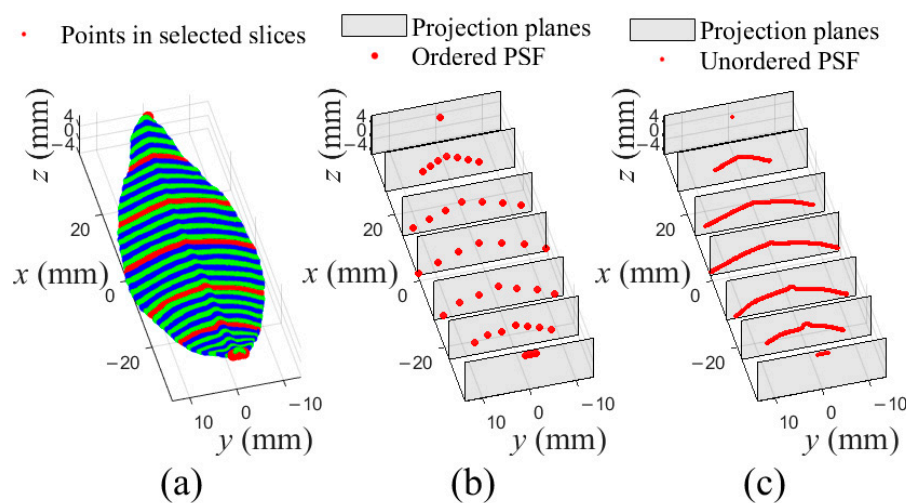 Points in selected slices
Projection planes
Ordered PSF
Projection planes
Unordered PSF
z (mm)
4
0
−4
20
x (mm)
0
−20
10
0
−10
y (mm)
(a)
z (mm)
4
0
−4
20
x (mm)
0
−20
10
0
−10
y (mm)
(b)
z (mm)
4
0
−4
20
x (mm)
0
−20
10
0
−10
y (mm)
(c)